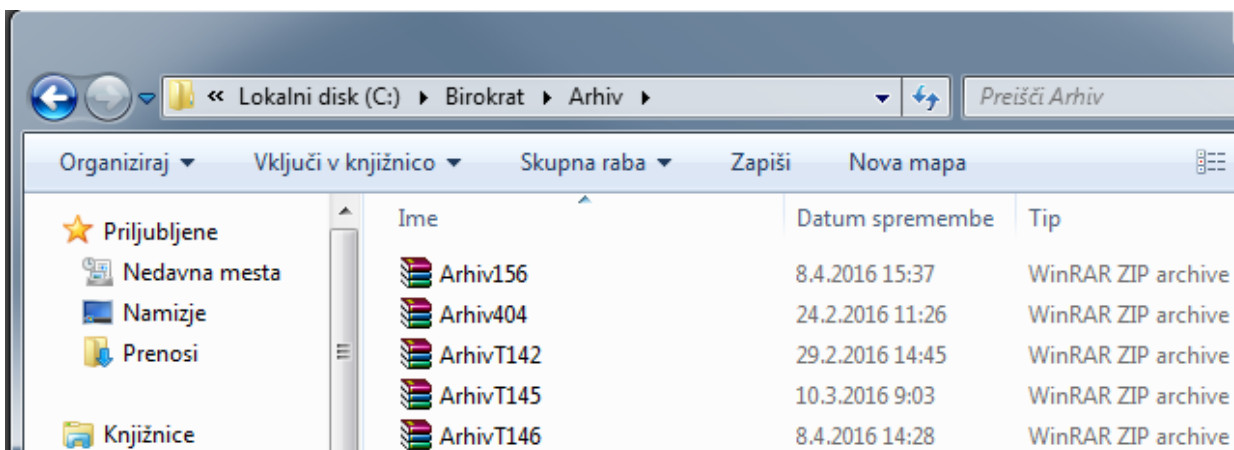 « Lokalni disk (C:) ▸ Birokrat ▸ Arhiv ▸ Preišči Arhiv
Organiziraj Vključi v knjižnico Skupna raba Zapiši Nova mapa
Ime Datum spremembe Tip
Priljubljene
Nedavna mesta
Namizje
Prenosi
Knjižnice
Arhiv156 8.4.2016 15:37 WinRAR ZIP archive
Arhiv404 24.2.2016 11:26 WinRAR ZIP archive
ArhivT142 29.2.2016 14:45 WinRAR ZIP archive
ArhivT145 10.3.2016 9:03 WinRAR ZIP archive
ArhivT146 8.4.2016 14:28 WinRAR ZIP archive